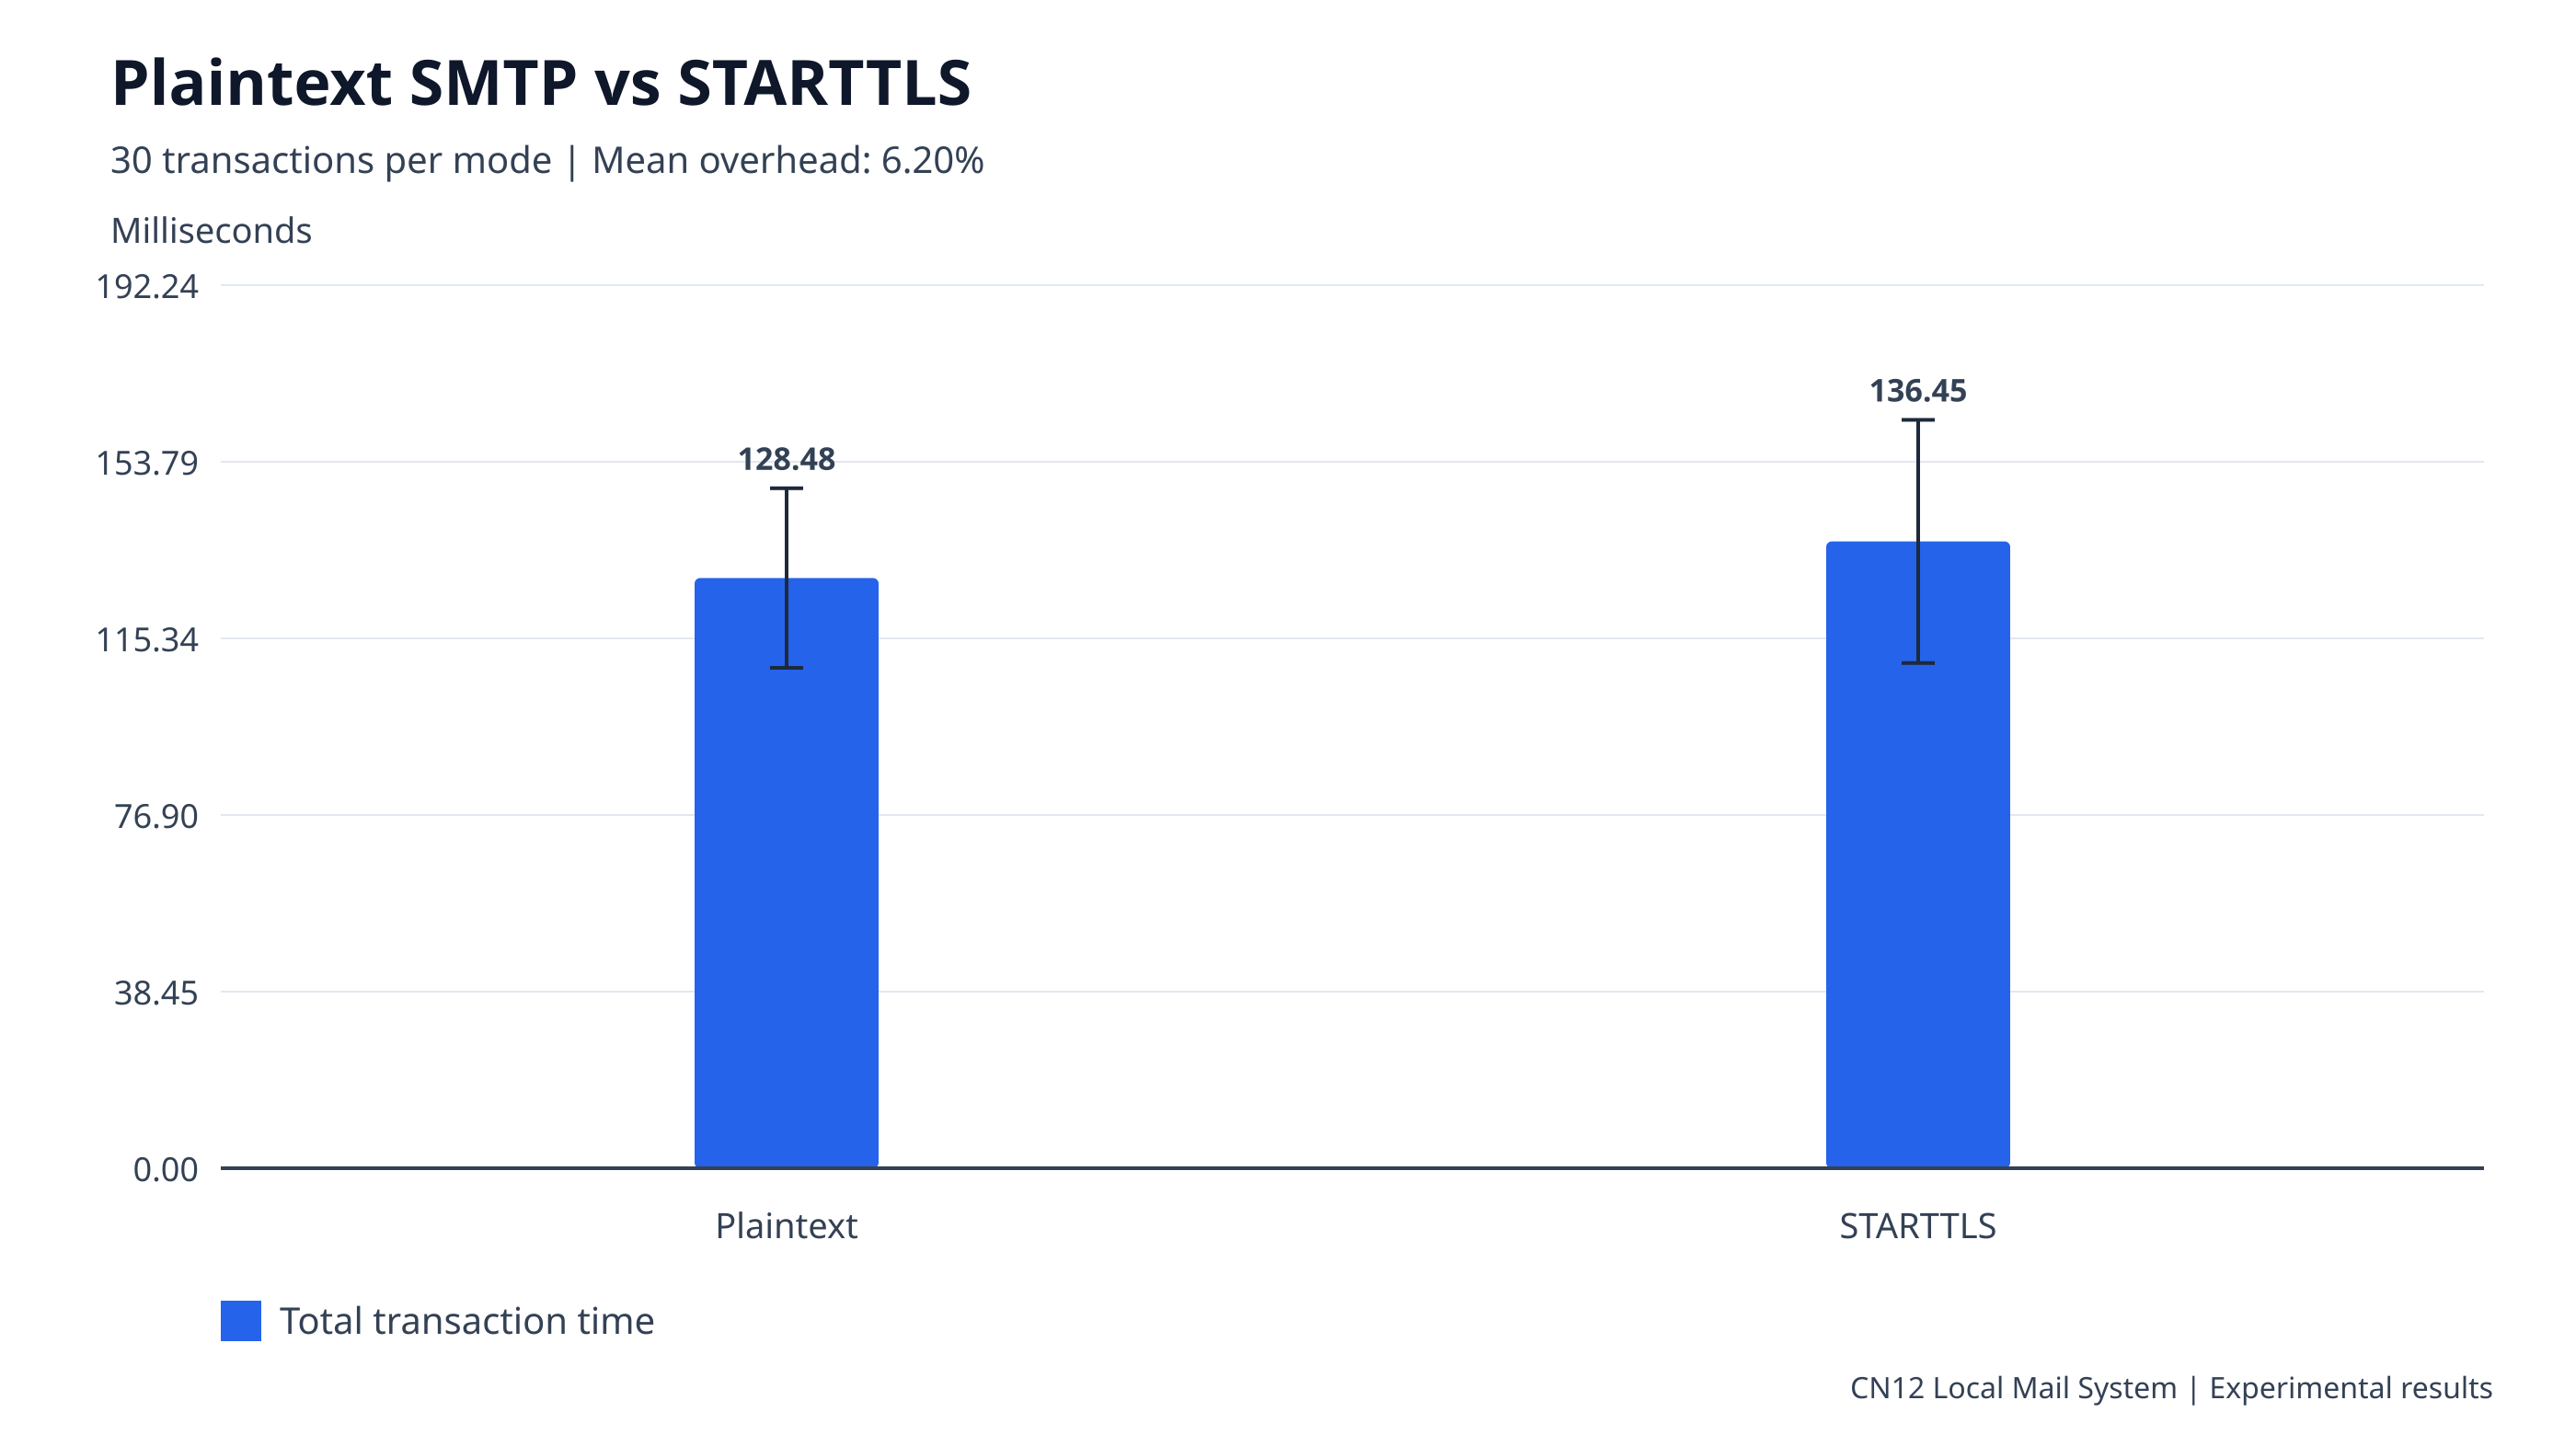 Plaintext SMTP vs STARTTLS
30 transactions per mode | Mean overhead: 6.20%
Milliseconds
192.24
136.45
153.79
128.48
115.34
76.90
38.45
0.00
Plaintext
STARTTLS
Total transaction time
CN12 Local Mail System | Experimental results